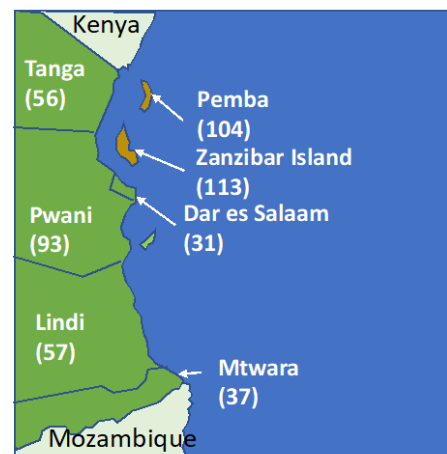 Kenya
Tanga
(56)
Pemba
(104)
Zanzibar Island
(113)
Pwani
(93)
Dar es Salaam
(31)
Lindi
(57)
Mtwara
(37)
Mozambique